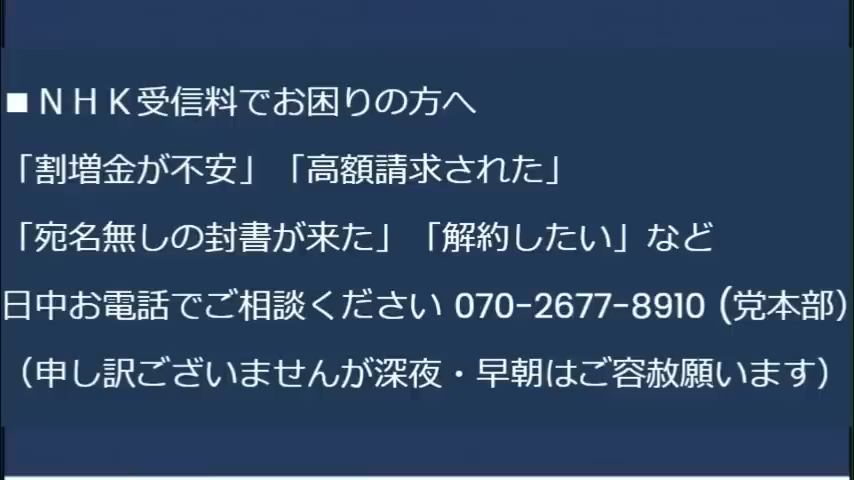 ■ＮＨＫ受信料でお困りの方へ
「割増金が不安」「高額請求された」
「宛名無しの封書が来た」「解約したい」など
日中お電話でご相談ください 070-2677-8910 (党本部)
（申し訳ございませんが深夜・早朝はご容赦願います）